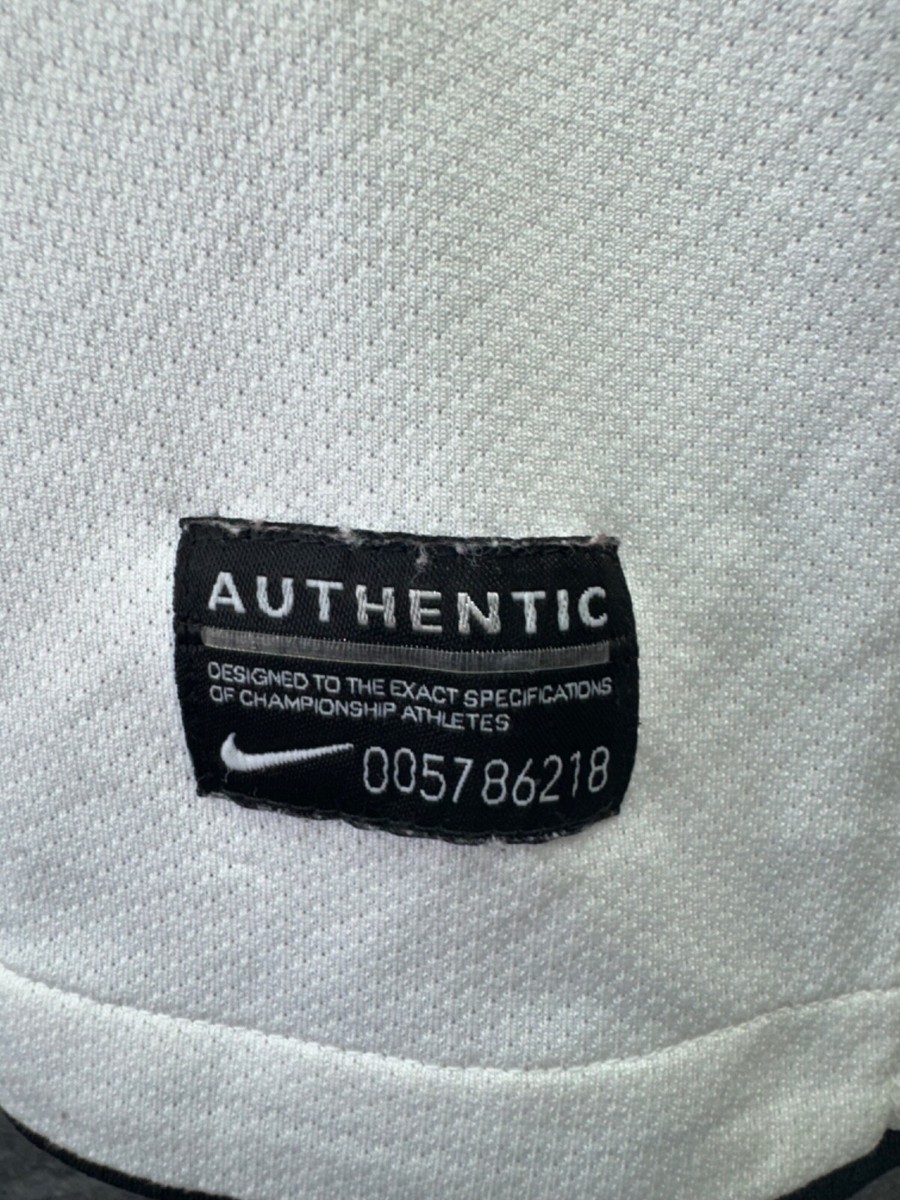 AUTHENTIC
DESIGNED TO THE EXACT SPECIFICATIONS
OF CHAMPIONSHIP ATHLETES
005786218